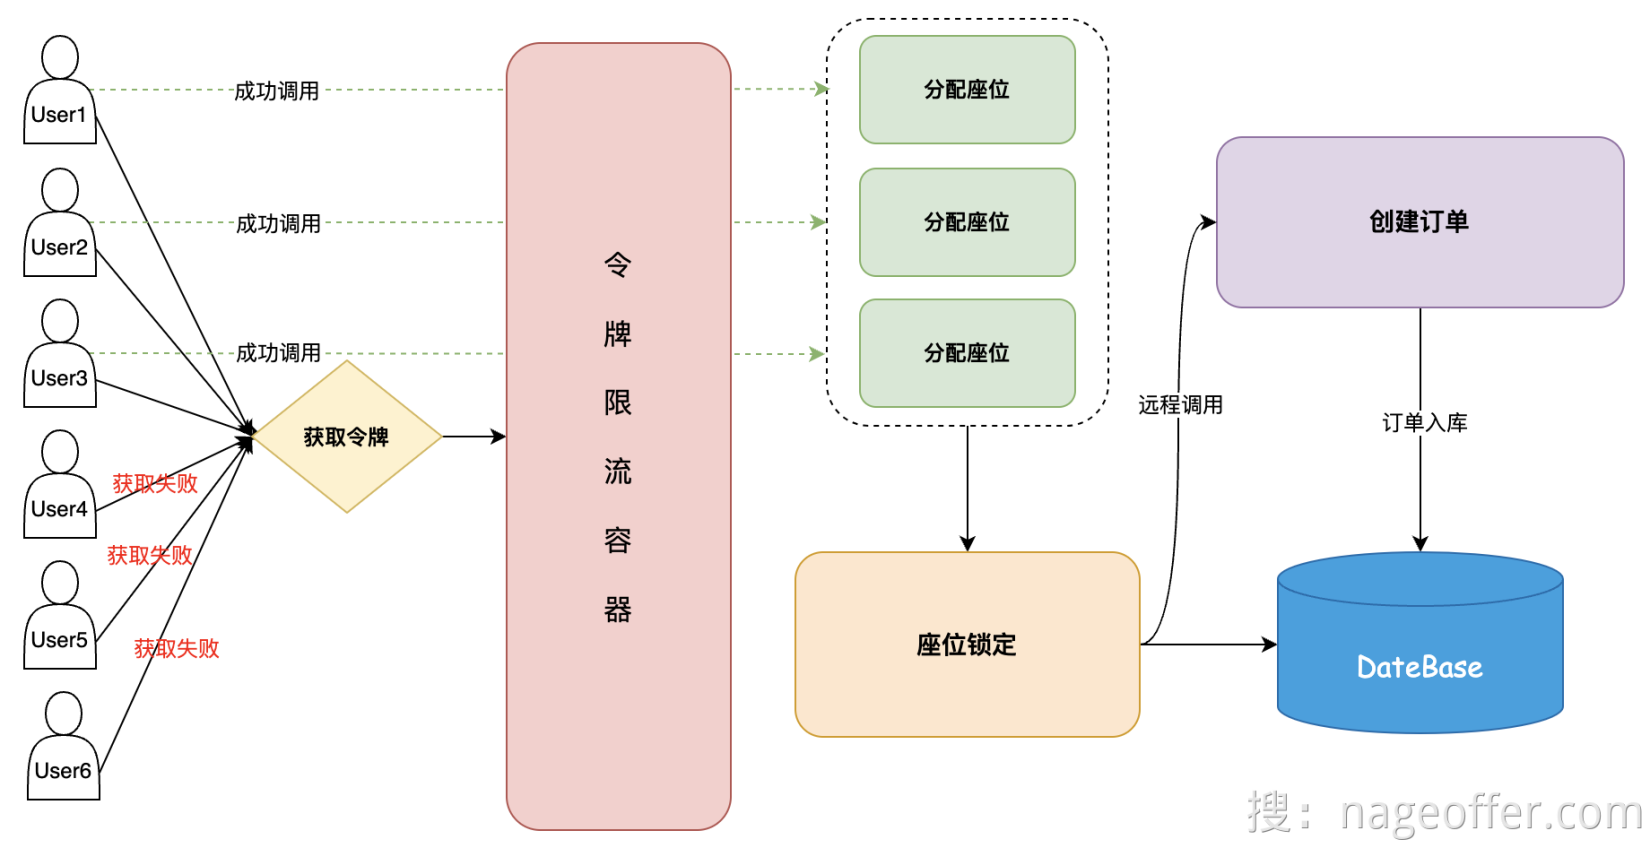 User1
成功调用
分配座位
User2
成功调用
分配座位
创建订单
User3
成功调用
分配座位
获取令牌
令
牌
限
流
容
器
远程调用
订单入库
User4
获取失败
User5
获取失败
User6
获取失败
座位锁定
DateBase
搜：nageoffer.com